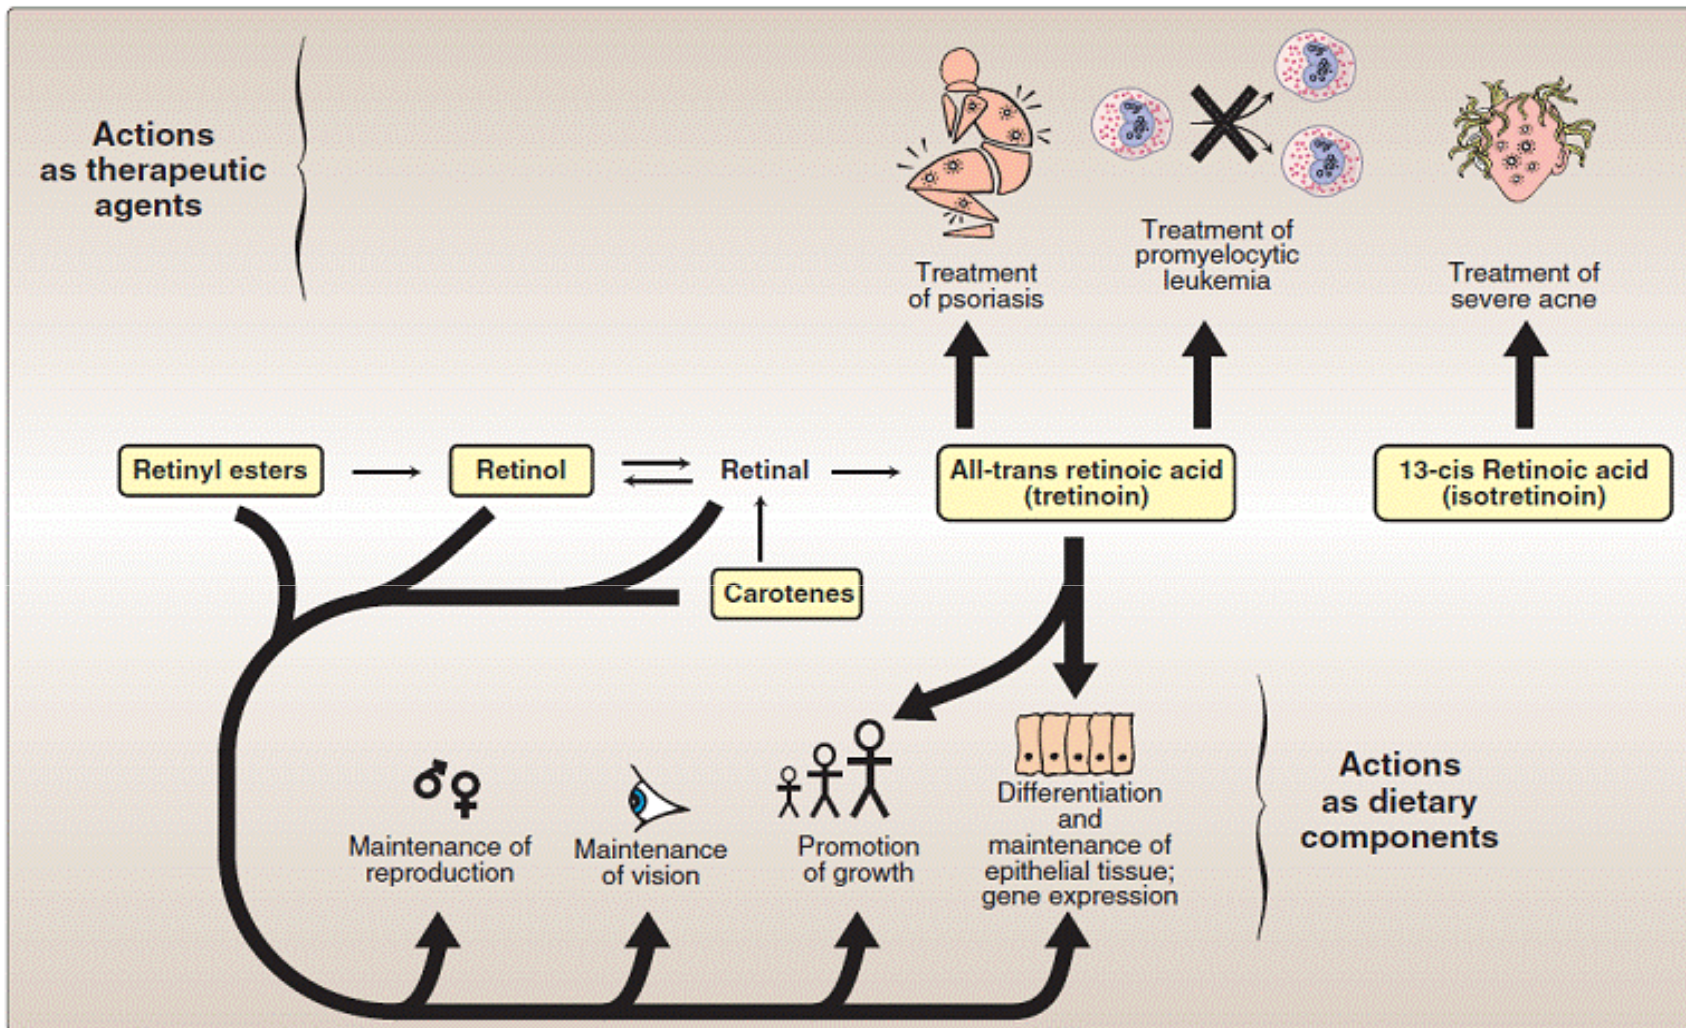 Actions
as therapeutic
agents
Treatment
of psoriasis
Treatment of
promyelocytic
leukemia
Treatment of
severe acne
Retinyl esters
Retinol
Retinal
All-trans retinoic acid
(tretinoin)
13-cis Retinoic acid
(isotretinoin)
Carotenes
Maintenance of
reproduction
Maintenance
of vision
Promotion
of growth
Differentiation
and
maintenance of
epithelial tissue;
gene expression
Actions
as dietary
components